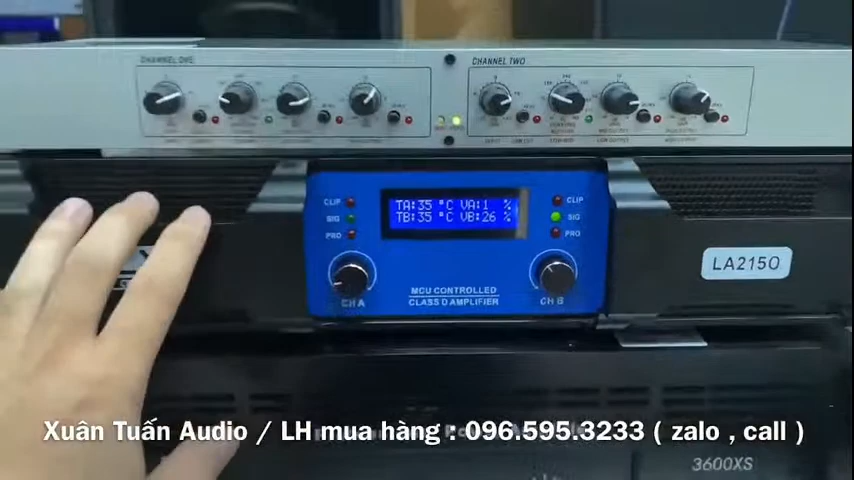 CHANNEL ONE
CHANNEL TWO
CLIP
SIG
PRO
TA:35 °C VA:1 %
TB:35 °C VB:26 %
CLIP
SIG
PRO
CH A
MCU CONTROLLED
CLASS D AMPLIFIER
CH B
LA2150
Xuân Tuấn Audio / LH mua hàng : 096.595.3233 ( zalo , call )
3600XS